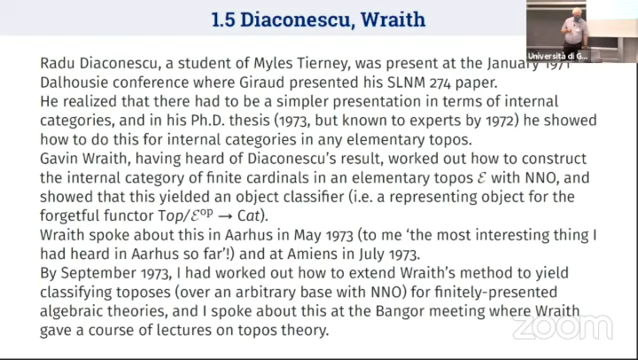 1.5 Diaconescu, Wraith
Università di G...
Radu Diaconescu, a student of Myles Tierney, was present at the January 1971
Dalhousie conference where Giraud presented his SLNM 274 paper.
He realized that there had to be a simpler presentation in terms of internal
categories, and in his Ph.D. thesis (1973, but known to experts by 1972) he showed
how to do this for internal categories in any elementary topos.
Gavin Wraith, having heard of Diaconescu's result, worked out how to construct
the internal category of finite cardinals in an elementary topos ℰ with NNO, and
showed that this yielded an object classifier (i.e. a representing object for the
forgetful functor Top/ℰᵒᵖ → Cat).
Wraith spoke about this in Aarhus in May 1973 (to me ‘the most interesting thing I
had heard in Aarhus so far’!) and at Amiens in July 1973.
By September 1973, I had worked out how to extend Wraith's method to yield
classifying toposes (over an arbitrary base with NNO) for finitely-presented
algebraic theories, and I spoke about this at the Bangor meeting where Wraith
gave a course of lectures on topos theory.
zoom